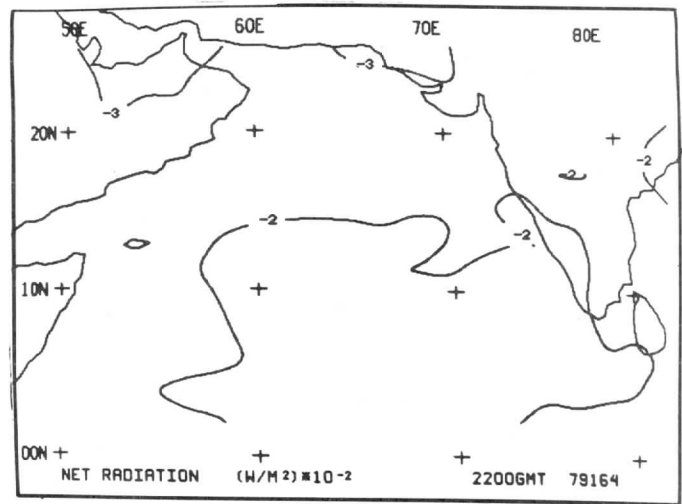 50E 60E 70E 80E
-3
-3
20N
-2
-2
-2
-2
10N
00N
NET RADIATION (W/M²)*10⁻² 2200GMT 79164